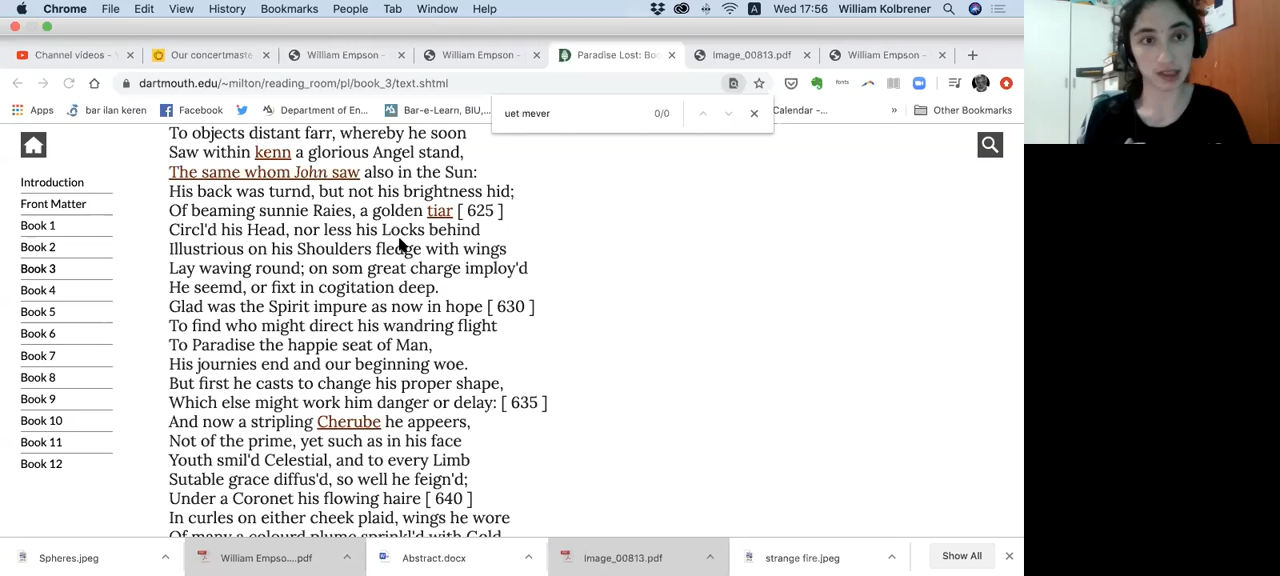 Chrome File Edit View History Bookmarks People Tab Window Help A Wed 17:56 William Kolbrener
Channel videos - Our concertmaste William Empson - William Empson - Paradise Lost: Boo Image_00813.pdf William Empson -
dartmouth.edu/~milton/reading_room/pl/book_3/text.shtml fonts
Apps bar ilan keren Facebook Department of En... Bar-e-Learn, BIU,... Calendar -... » Other Bookmarks
uet mever 0/0
Introduction
Front Matter
Book 1
Book 2
Book 3
Book 4
Book 5
Book 6
Book 7
Book 8
Book 9
Book 10
Book 11
Book 12
To objects distant farr, whereby he soon
Saw within kenn a glorious Angel stand,
The same whom John saw also in the Sun:
His back was turnd, but not his brightness hid;
Of beaming sunnie Raies, a golden tiar [ 625 ]
Circl'd his Head, nor less his Locks behind
Illustrious on his Shoulders fledge with wings
Lay waving round; on som great charge imploy'd
He seemd, or fixt in cogitation deep.
Glad was the Spirit impure as now in hope [ 630 ]
To find who might direct his wandring flight
To Paradise the happie seat of Man,
His journies end and our beginning woe.
But first he casts to change his proper shape,
Which else might work him danger or delay: [ 635 ]
And now a stripling Cherube he appeers,
Not of the prime, yet such as in his face
Youth smil'd Celestial, and to every Limb
Sutable grace diffus'd, so well he feign'd;
Under a Coronet his flowing haire [ 640 ]
In curles on either cheek plaid, wings he wore
Of many a colourd plume sprinkl'd with Gold,
Spheres.jpeg William Empso....pdf Abstract.docx Image_00813.pdf strange fire.jpeg Show All